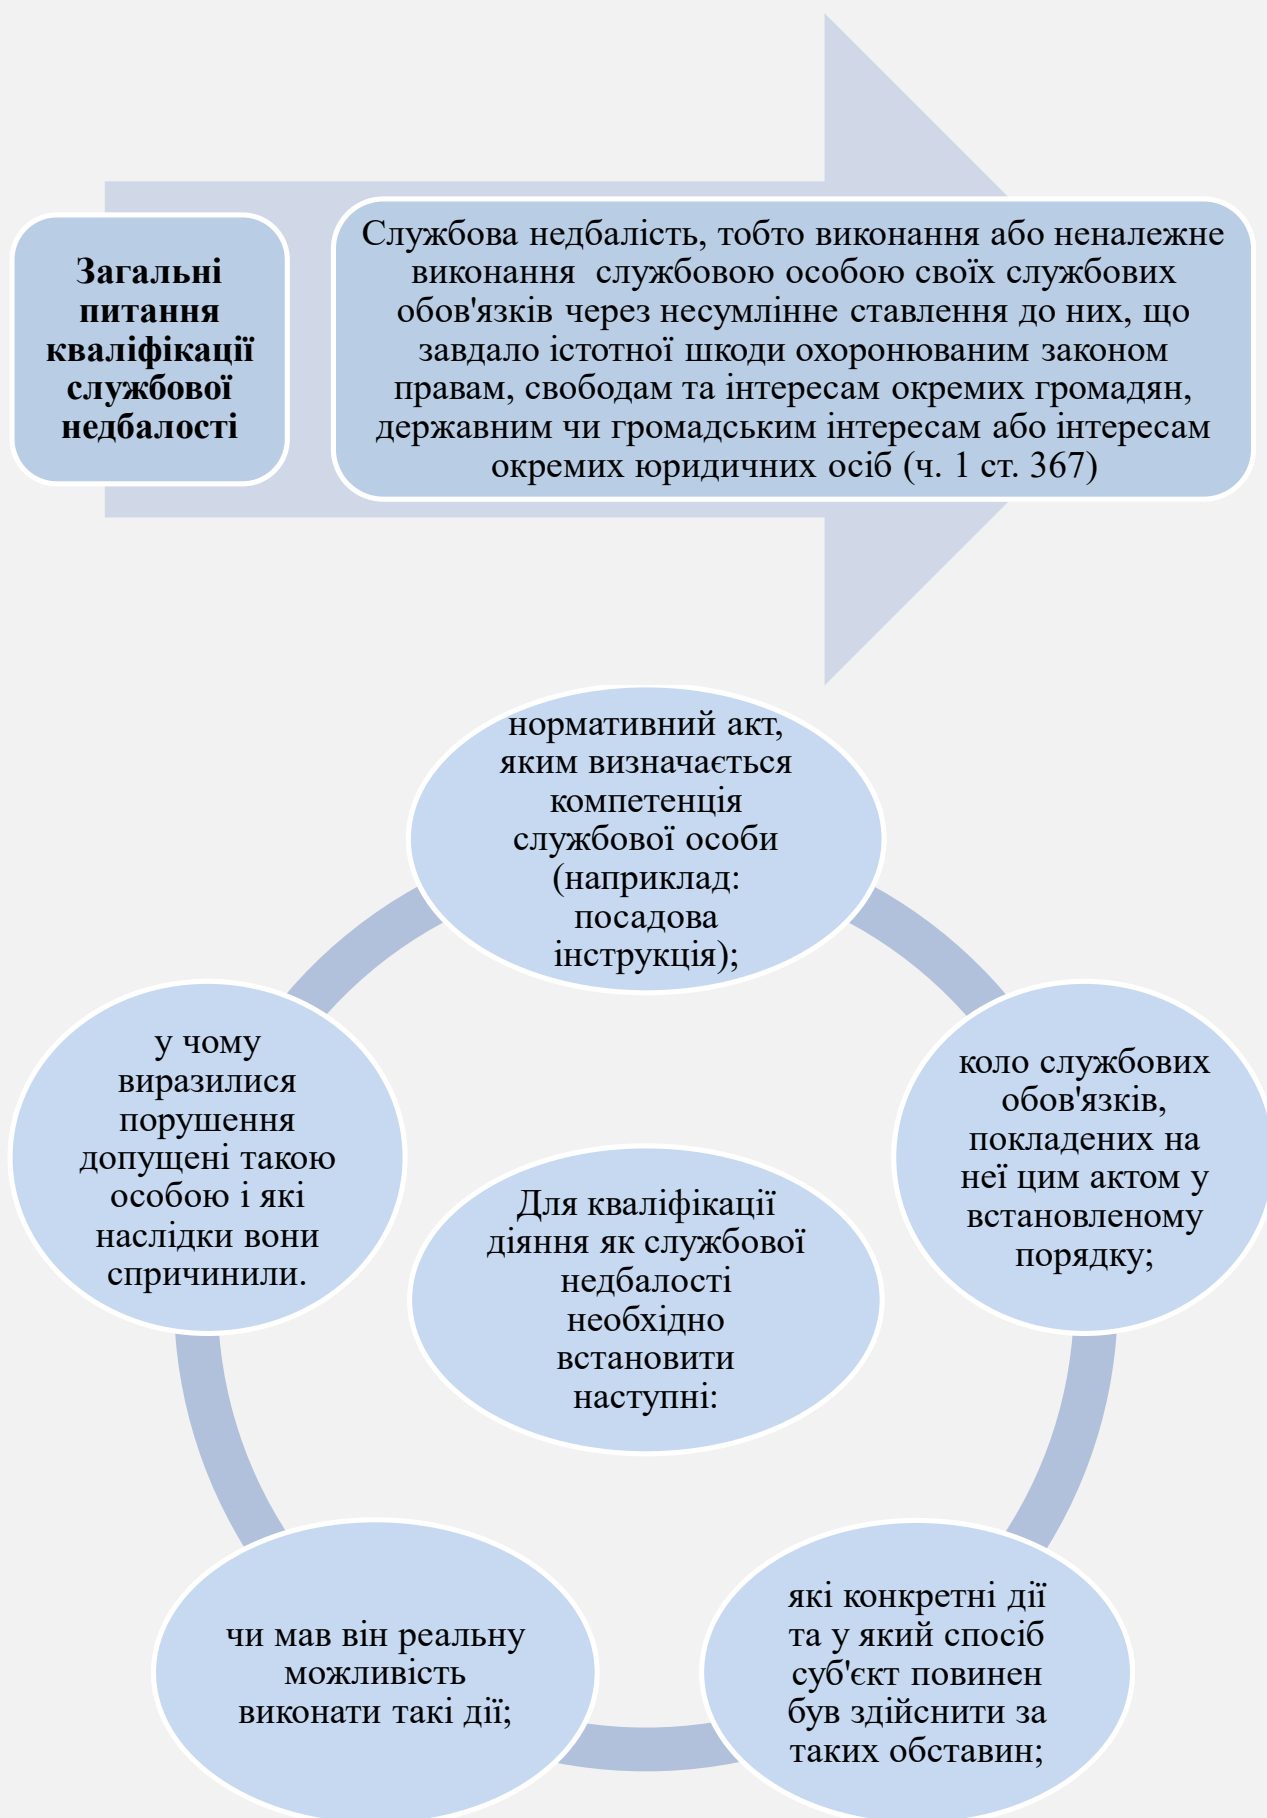 Загальні
питання
кваліфікації
службової
недбалості
Службова недбалість, тобто виконання або неналежне
виконання службовою особою своїх службових
обов'язків через несумлінне ставлення до них, що
завдало істотної шкоди охоронюваним законом
правам, свободам та інтересам окремих громадян,
державним чи громадським інтересам або інтересам
окремих юридичних осіб (ч. 1 ст. 367)
нормативний акт,
яким визначається
компетенція
службової особи
(наприклад:
посадова
інструкція);
коло службових
обов'язків,
покладених на
неї цим актом у
встановленому
порядку;
які конкретні дії
та у який спосіб
суб'єкт повинен
був здійснити за
таких обставин;
чи мав він реальну
можливість
виконати такі дії;
у чому
виразилися
порушення
допущені такою
особою і які
наслідки вони
спричинили.
Для кваліфікації
діяння як службової
недбалості
необхідно
встановити
наступні: